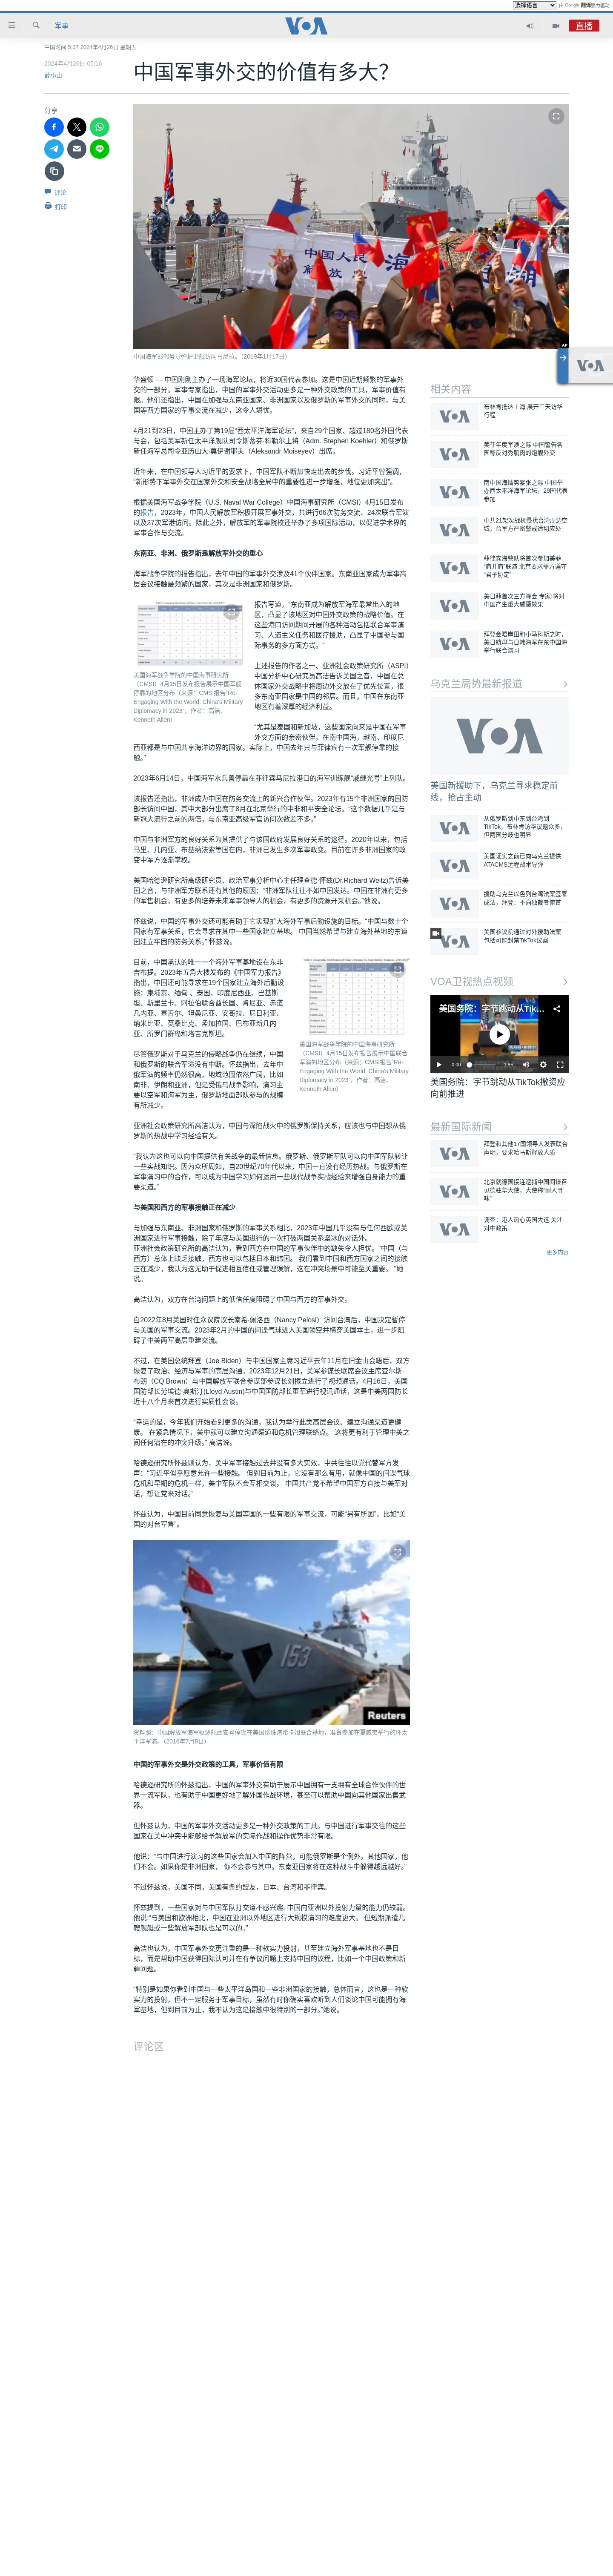 选择语言 由 Google 翻译强力驱动
军事
VOA
直播
中国时间 5:37 2024年4月26日 星期五
2024年4月26日 05:16
薛小山
中国军事外交的价值有多大?
分享
评论
打印
中国人民
解放
AP
中国海军邯郸号导弹护卫舰访问马尼拉。（2019年1月17日）
华盛顿 — 中国刚刚主办了一场海军论坛，将近30国代表参加。这是中国近期频繁的军事外
交的一部分。军事专家指出，中国的军事外交活动更多是一种外交政策的工具，军事价值有
限。他们还指出，中国在加强与东南亚国家、非洲国家以及俄罗斯的军事外交的同时，与美
国等西方国家的军事交流在减少，这令人堪忧。
4月21到23日，中国主办了第19届“西太平洋海军论坛”，来自29个国家、超过180名外国代表
与会，包括美军新任太平洋舰队司令斯蒂芬·科勒尔上将（Adm. Stephen Koehler）和俄罗斯
新任海军总司令亚历山大·莫伊谢耶夫（Aleksandr Moiseyev）出席。
近年来，在中国领导人习近平的要求下，中国军队不断加快走出去的步伐。习近平曾强调，
“新形势下军事外交在国家外交和安全战略全局中的重要性进一步增强，地位更加突出”。
根据美国海军战争学院（U.S. Naval War College）中国海事研究所（CMSI）4月15日发布
的报告，2023年，中国人民解放军积极开展军事外交，共进行66次防务交流、24次联合军演
以及27次军港访问。除此之外，解放军的军事院校还举办了多项国际活动，以促进学术界的
军事合作与交流。
东南亚、非洲、俄罗斯是解放军外交的重心
海军战争学院的报告指出，去年中国的军事外交涉及41个伙伴国家。东南亚国家成为军事高
层会议接触最频繁的国家，其次是非洲国家和俄罗斯。
美国海军战争学院的中国海事研究所
（CMSI）4月15日发布报告展示中国军舰
停靠的地区分布（来源：CMSI报告“Re-
Engaging With the World: China's Military
Diplomacy in 2023”，作者：高洁、
Kenneth Allen）
报告写道，“东南亚成为解放军海军最常出入的地
区，凸显了该地区对中国外交政策的战略价值。在
这些港口访问期间开展的各种活动包括联合军事演
习、人道主义任务和医疗援助，凸显了中国参与国
际事务的多方面方式。”
上述报告的作者之一、亚洲社会政策研究所（ASPI）
中国分析中心研究员高洁告诉美国之音，中国在总
体国家外交战略中将周边外交放在了优先位置，很
多东南亚国家是中国的邻居。而且，中国在东南亚
地区有着深厚的经济利益。
“尤其是泰国和新加坡，这些国家向来是中国在军事
外交方面的亲密伙伴。在南中国海，越南、印度尼
西亚都是与中国共享海洋边界的国家。实际上，中国去年只与菲律宾有一次军舰停靠的接
触。”
2023年6月14日，中国海军水兵曾停靠在菲律宾马尼拉港口的海军训练舰“戚继光号”上列队。
该报告还指出，非洲成为中国在防务交流上的新兴合作伙伴。2023年有15个非洲国家的国防
部长访问中国，其中大部分出席了8月在北京举行的非洲中非和平安全论坛。“这个数据几乎是与
新冠大流行之前的两倍，与东南亚高级军官访问次数差不多。”
中国与非洲军方的良好关系为其提供了与该国政府发展良好关系的途径。2020年以来，包括
马里、几内亚、布基纳法索等国在内，非洲已发生多次军事政变。目前在许多非洲国家的政
变中军方逐渐掌权。
美国哈德逊研究所高级研究员、政治军事分析中心主任理查德·怀兹(Dr.Richard Weitz)告诉美
国之音，与非洲军方联系还有其他的原因：“非洲军队往往不如中国发达。中国在非洲有更多
的军售机会，有更多的培养未来军事领导人的机会，有更多的资源开采机会。”他说。
怀兹说，中国的军事外交还可能有助于它实现扩大海外军事后勤设施的目标。“中国与数十个
国家有军事关系，它会寻求在其中一些国家建立基地。 中国当然希望与建立海外基地的东道
国建立牢固的防务关系。” 怀兹说。
目前，中国承认的唯一一个海外军事基地设在东非
吉布提。2023年五角大楼发布的《中国军力报告》
指出，中国还可能寻求在19个国家建立海外后勤设
施：柬埔寨、缅甸 、泰国、印度尼西亚、巴基斯
坦、斯里兰卡、阿拉伯联合酋长国、肯尼亚、赤道
几内亚、塞舌尔、坦桑尼亚、安哥拉、尼日利亚、
纳米比亚、莫桑比克、孟加拉国、巴布亚新几内
亚、所罗门群岛和塔吉克斯坦。
美国海军战争学院的中国海事研究所
（CMSI）4月15日发布报告展示中国联合
军演的地区分布（来源：CMSI报告“Re-
Engaging With the World: China's Military
Diplomacy in 2023”，作者：高洁、
Kenneth Allen）
尽管俄罗斯对于乌克兰的侵略战争仍在继续，中国
和俄罗斯的联合军演没有中断。怀兹指出，去年中
俄军演的频率仍然很高，地域范围依然广阔，比如
南非、伊朗和亚洲，但是受俄乌战争影响，演习主
要以空军和海军为主，俄罗斯地面部队参与的规模
有所减少。
亚洲社会政策研究所高洁认为，中国与深陷战火中的俄罗斯保持关系，应该也与中国想从俄
罗斯的热战中学习经验有关。
“我认为这也可以向中国提供有关战争的最新信息。俄罗斯、俄罗斯军队可以向中国军队转让
一些尖端知识。因为众所周知，自20世纪70年代以来，中国一直没有经历热战。与俄罗斯的
军事演习中的合作，可以成为中国学习如何运用一些现代战争实战经验来增强自身能力的重
要渠道。”
与美国和西方的军事接触正在减少
与加强与东南亚、非洲国家和俄罗斯的军事关系相比，2023年中国几乎没有与任何西欧或美
洲国家进行军事接触，除了年底与美国进行的一次打破两国关系坚冰的对话外。
亚洲社会政策研究所的高洁认为，看到西方在中国的军事伙伴中的缺失令人担忧。“中国（与
西方）总体上缺乏接触，西方也可以包括日本和韩国。 我们看到中国和西方国家之间的接触
正在减少，我认为这无助于促进相互信任或管理误解，这在冲突场景中可能至关重要。 ”她
说。
高洁认为，双方在台湾问题上的低信任度阻碍了中国与西方的军事外交。
自2022年8月美国时任众议院议长南希·佩洛西（Nancy Pelosi）访问台湾后，中国决定暂停
与美国的军事交流。2023年2月的中国的间谍气球进入美国领空并横穿美国本土，进一步阻
碍了中美两军高层重建交流。
不过，在美国总统拜登（Joe Biden）与中国国家主席习近平去年11月在旧金山会晤后，双方
恢复了政治、经济与军事的高层沟通。2023年12月21日，美军参谋长联席会议主席查尔斯·
布朗（CQ Brown）与中国解放军联合参谋部参谋长刘振立进行了视频通话。4月16日，美国
国防部长劳埃德·奥斯汀(Lloyd Austin)与中国国防部长董军进行视讯通话，这是中美两国防长
近十八个月来首次进行实质性会谈。
“幸运的是，今年我们开始看到更多的沟通，我认为举行此类高层会议、建立沟通渠道更健
康。 在紧急情况下，美中就可以建立沟通渠道和危机管理联络点。 这将更有利于管理中美之
间任何潜在的冲突升级。” 高洁说。
哈德逊研究所怀兹则认为，美中军事接触过去并没有多大实效，中共往往以党代替军方发
声：“习近平似乎愿意允许一些接触。 但到目前为止，它没有那么有用，就像中国的间谍气球
危机和早期的危机一样，美中军队不会互相交谈。 中国共产党不希望中国军方直接与美军对
话，想让党来对话。”
怀兹认为，中国目前同意恢复与美国等国的一些有限的军事交流，可能“另有所图”，比如“美
国的对台军售”。
153
Reuters
资料照：中国解放军海军驱逐舰西安号停靠在美国珍珠港希卡姆联合基地，准备参加在夏威夷举行的环太
平洋军演。（2016年7月8日）
中国的军事外交是外交政策的工具，军事价值有限
哈德逊研究所的怀兹指出，中国的军事外交有助于展示中国拥有一支拥有全球合作伙伴的世
界一流军队，也有助于中国更好地了解外国作战环境，甚至可以帮助中国向其他国家出售武
器。
但怀兹认为，中国的军事外交活动更多是一种外交政策的工具。与中国进行军事交往的这些
国家在美中冲突中能够给予解放军的实际作战和操作优势非常有限。
他说：“与中国进行演习的这些国家会加入中国的阵营，可能俄罗斯是个例外。其他国家，他
们不会。如果你是非洲国家， 你不会参与其中。东南亚国家将在这种战斗中躲得越远越好。”
不过怀兹说，美国不同，美国有条约盟友，日本、台湾和菲律宾。
怀兹提到，一些国家对与中国军队打交道不感兴趣, 中国向亚洲以外投射力量的能力仍较弱。
他说:“与美国和欧洲相比，中国在亚洲以外地区进行大规模演习的难度更大。 但短期派遣几
艘舰艇或一些解放军部队也是可以的。”
高洁也认为，中国军事外交更注重的是一种软实力投射，甚至建立海外军事基地也不是目
标，而是帮助中国获得国际认可并在有争议问题上支持中国的议程，比如一个中国政策和新
疆问题。
“特别是如果你看到中国与一些太平洋岛国和一些非洲国家的接触，总体而言，这也是一种软
实力的投射，但不一定服务于军事目标，虽然有时你确实喜欢听到人们谈论中国可能拥有海
军基地，但到目前为止，我不认为这是接触中很特别的一部分。”她说。
评论区
相关内容
布林肯抵达上海 展开三天访华
行程
美菲年度军演之际 中国警告各
国称反对秀肌肉的炮舰外交
南中国海情势紧张之际 中国举
办西太平洋海军论坛，29国代表
参加
中共21架次战机侵扰台湾周边空
域，台军方严密警戒适切应处
菲律宾海警队将首次参加美菲
“肩并肩”联演 北京要求菲方遵守
“君子协定”
美日菲首次三方峰会 专家:将对
中国产生重大威慑效果
拜登会晤岸田和小马科斯之时，
美日航母与日韩海军在东中国海
举行联合演习
乌克兰局势最新报道
美国新援助下，乌克兰寻求稳定前
线，抢占主动
从俄罗斯到中东到台湾到
TikTok，布林肯访华议题众多，
但两国分歧也明显
美国证实之前已向乌克兰提供
ATACMS远程战术导弹
援助乌克兰以色列台湾法案签署
成法，拜登：不向独裁者俯首
美国参议院通过对外援助法案
包括可能封禁TikTok议案
VOA卫视热点视频
美国务院：字节跳动从Tik...
0:00
1:55
美国务院：字节跳动从TikTok撤资应
向前推进
最新国际新闻
拜登和其他17国领导人发表联合
声明，要求哈马斯释放人质
北京就德国接连逮捕中国间谍召
见德驻华大使，大使称“耐人寻
味”
调查：港人热心英国大选 关注
对中政策
更多内容